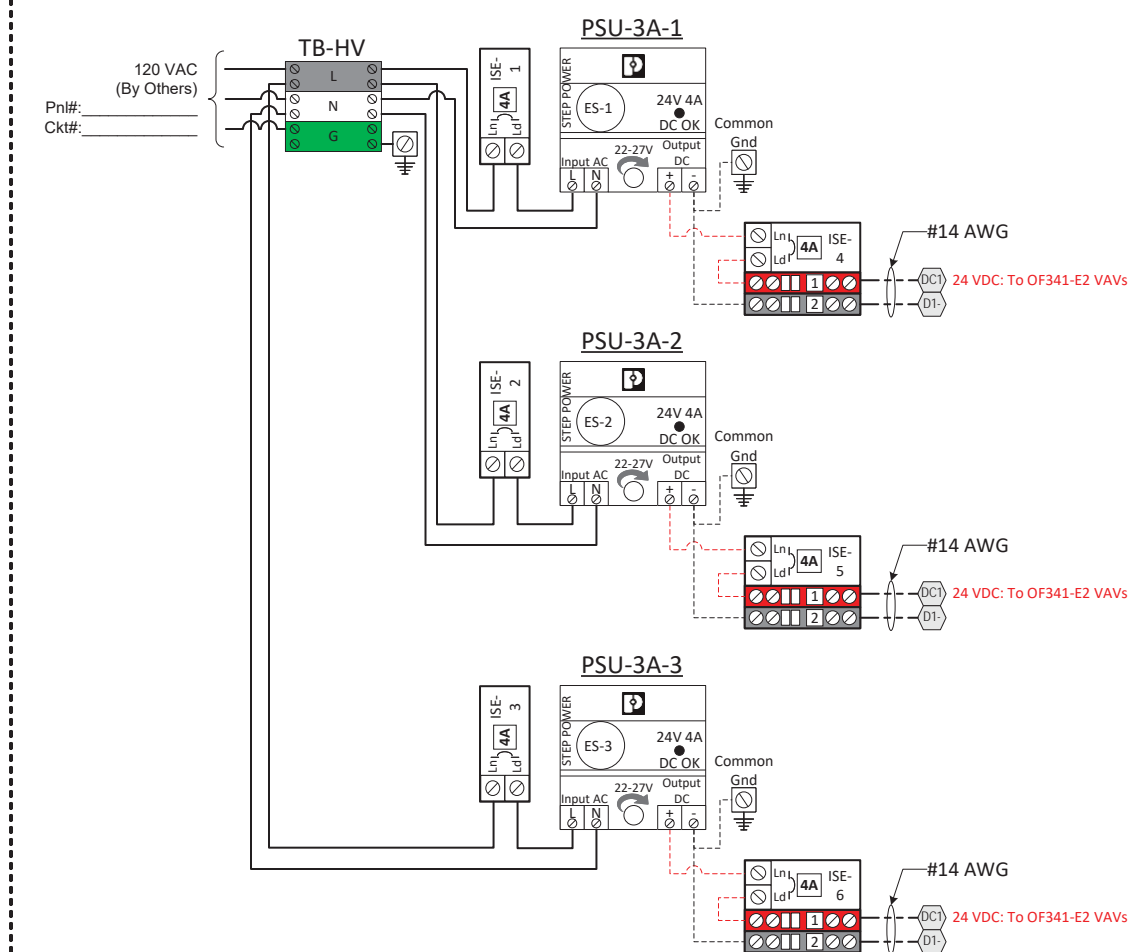 TB-HV
120 VAC
(By Others)
Pnl#:_____________
Ckt#:_____________
L
N
G
PSU-3A-1
ISE-
1
4A
Ln
Ld
STEP POWER
ES-1
24V 4A
DC OK
Input AC
L N
22-27V
Output
DC
+ -
Common
Gnd
Ln
Ld
4A
ISE-
4
1
2
#14 AWG
DC1
D1-
24 VDC: To OF341-E2 VAVs
PSU-3A-2
ISE-
2
4A
Ln
Ld
STEP POWER
ES-2
24V 4A
DC OK
Input AC
L N
22-27V
Output
DC
+ -
Common
Gnd
Ln
Ld
4A
ISE-
5
1
2
#14 AWG
DC1
D1-
24 VDC: To OF341-E2 VAVs
PSU-3A-3
ISE-
3
4A
Ln
Ld
STEP POWER
ES-3
24V 4A
DC OK
Input AC
L N
22-27V
Output
DC
+ -
Common
Gnd
Ln
Ld
4A
ISE-
6
1
2
#14 AWG
DC1
D1-
24 VDC: To OF341-E2 VAVs